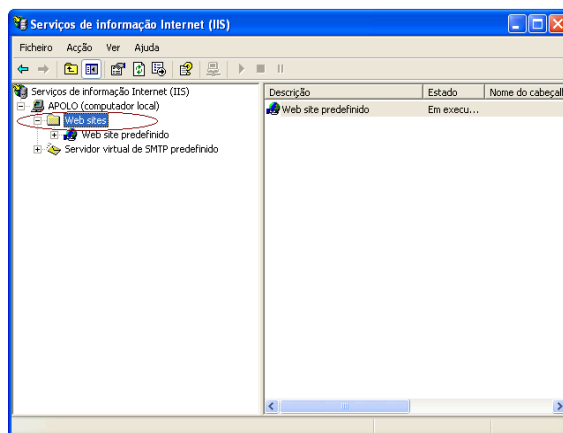 Serviços de informação Internet (IIS)
Ficheiro Acção Ver Ajuda
Serviços de informação Internet (IIS)
APOLO (computador local)
Web sites
Web site predefinido
Servidor virtual de SMTP predefinido
Descrição Estado Nome do cabeçall
Web site predefinido Em execu...